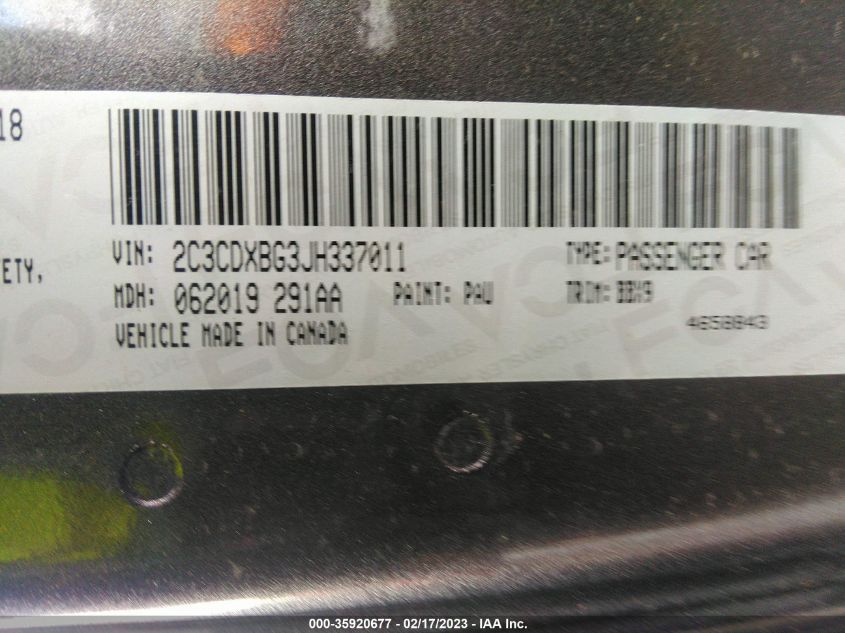 18
VIN: 2C3CDXBG3JH337011 TYPE: PASSENGER CAR
ETY,
MDH: 062019 291AA PAINT: PAU TRIM:
VEHICLE MADE IN CANADA 4658843
000-35920677 - 02/17/2023 - IAA Inc.